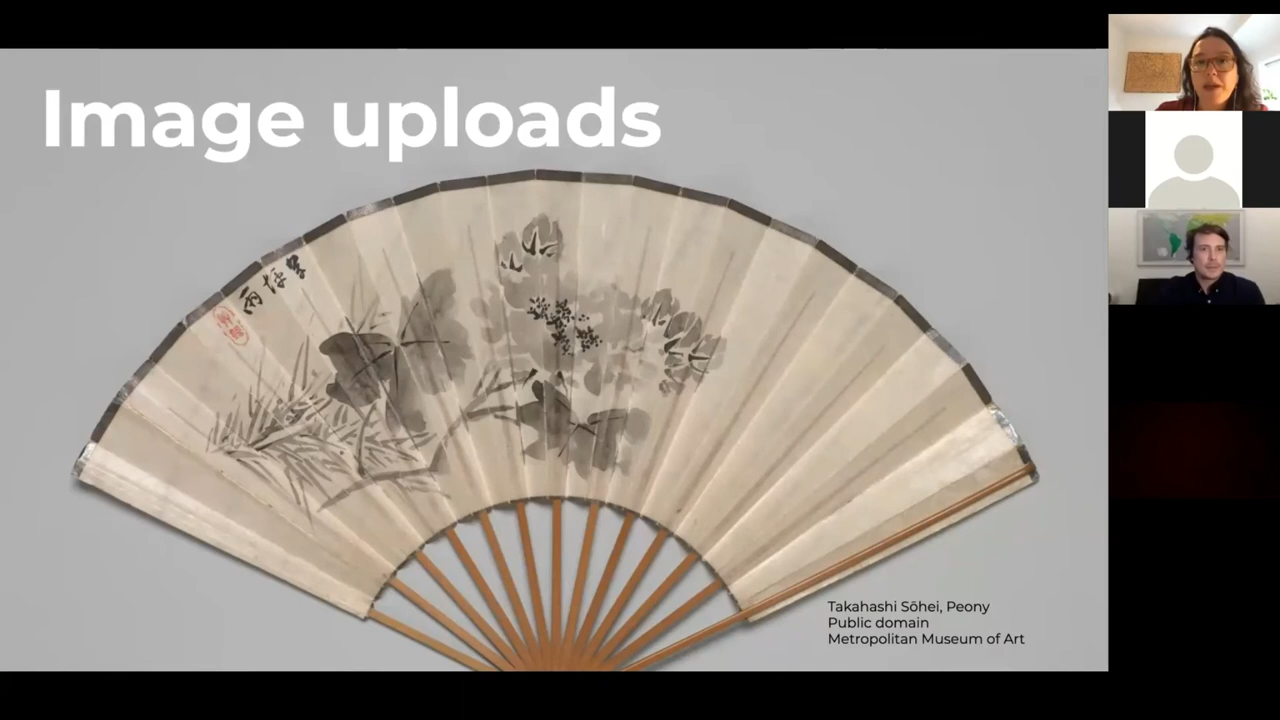 Image uploads
Takahashi Sōhei, Peony
Public domain
Metropolitan Museum of Art